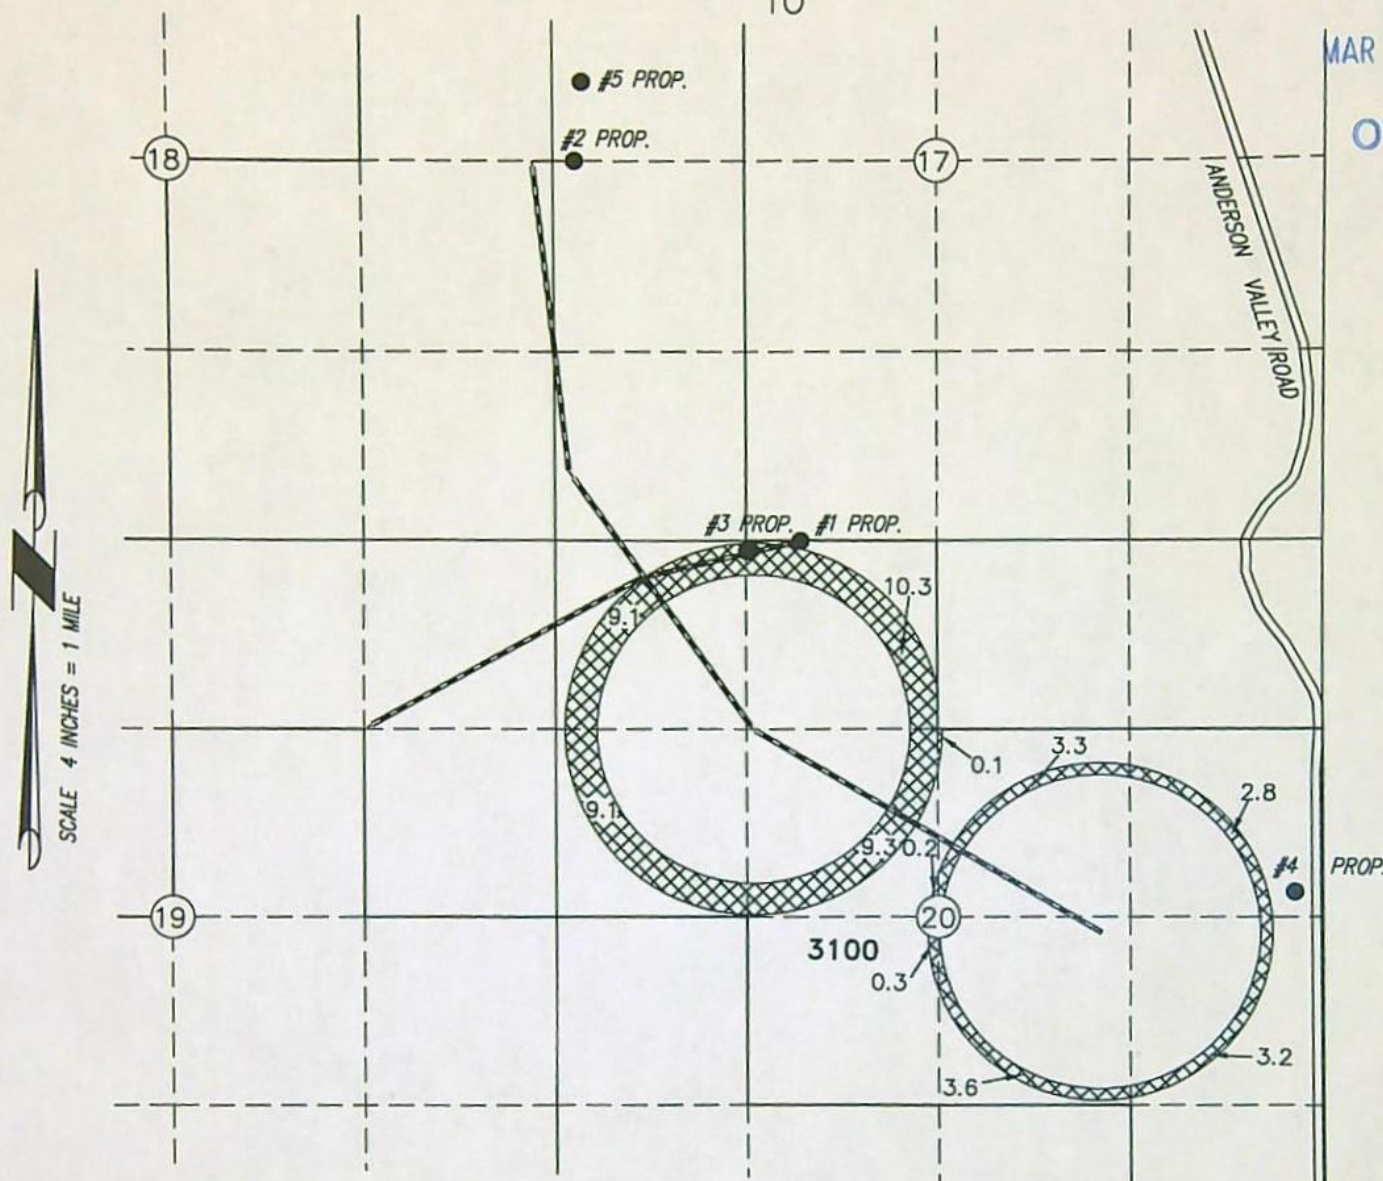 MAR
O
#5 PROP.
#2 PROP.
18
17
ANDERSON VALLEY ROAD
#3 PROP.
#1 PROP.
10.3
9.1
SCALE 4 INCHES = 1 MILE
0.1
3.3
2.8
9.1
9.3
0.2
#4 PROP.
19
20
3100
0.3
3.2
3.6